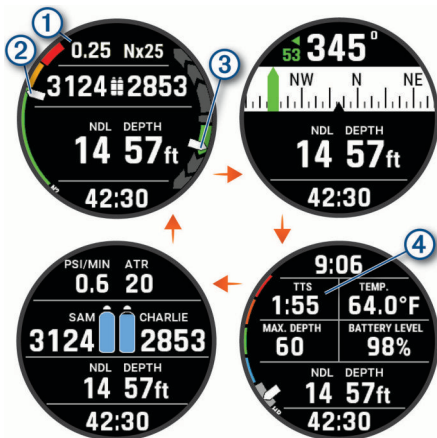 1
0.25 Nx25
2
3124 2853
3
NDL DEPTH
14 57ft
N2
42:30
53 345°
NW N NE
NDL DEPTH
14 57ft
42:30
PSI/MIN ATR
0.6 20
SAM CHARLIE
3124 2853
NDL DEPTH
14 57ft
42:30
4
9:06
TTS TEMP.
1:55 64.0°F
MAX. DEPTH BATTERY LEVEL
60 98%
NDL DEPTH
14 57ft
42:30